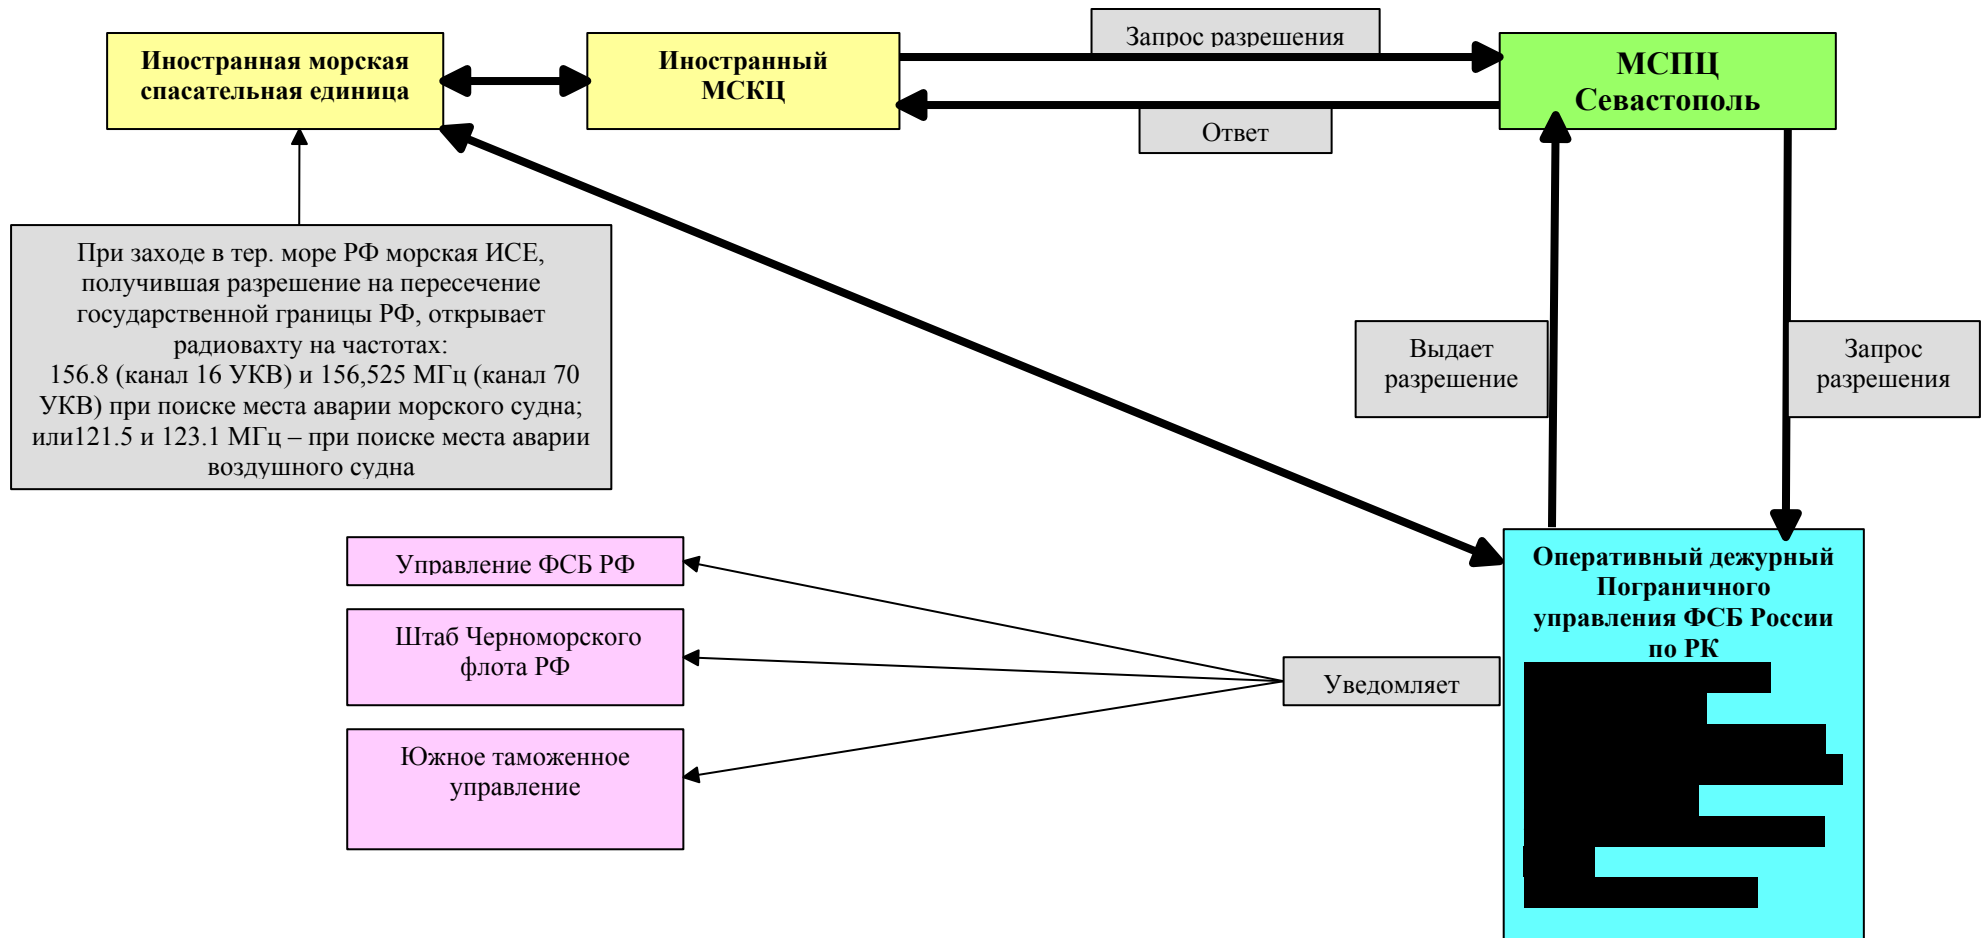 Запрос разрешения
Иностранная морская
спасательная единица
Иностранный
МСКЦ
МСПЦ
Севастополь
Ответ
При заходе в тер. море РФ морская ИСЕ,
получившая разрешение на пересечение
государственной границы РФ, открывает
радиовахту на частотах:
156.8 (канал 16 УКВ) и 156,525 МГц (канал 70
УКВ) при поиске места аварии морского судна;
или121.5 и 123.1 МГц – при поиске места аварии
воздушного судна
Выдает
разрешение
Запрос
разрешения
Управление ФСБ РФ
Штаб Черноморского
флота РФ
Южное таможенное
управление
Уведомляет
Оперативный дежурный
Пограничного
управления ФСБ России
по РК